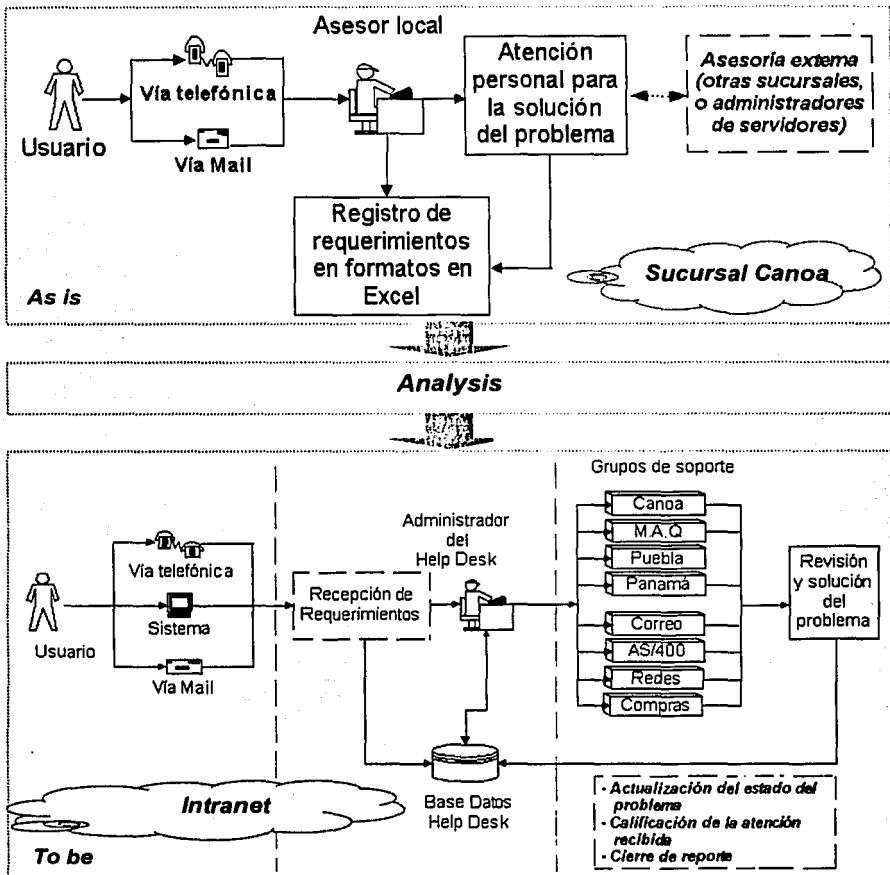 Asesor local
Usuario
Vía telefónica
Vía Mail
Atención
personal para
la solución
del problema
Asesoría externa
(otras sucursales,
o administradores
de servidores)
Registro de
requerimientos
en formatos en
Excel
Sucursal Canoa
As is
Analysis
Grupos de soporte
Usuario
Vía telefónica
Sistema
Vía Mail
Recepción de
Requerimientos
Administrador
del
Help Desk
Canoa
M.A.Q
Puebla
Panamá
Correo
AS/400
Redes
Compras
Revisión
y solución
del
problema
Base Datos
Help Desk
Intranet
To be
- Actualización del estado del
problema
- Calificación de la atención
recibida
- Cierre de reporte